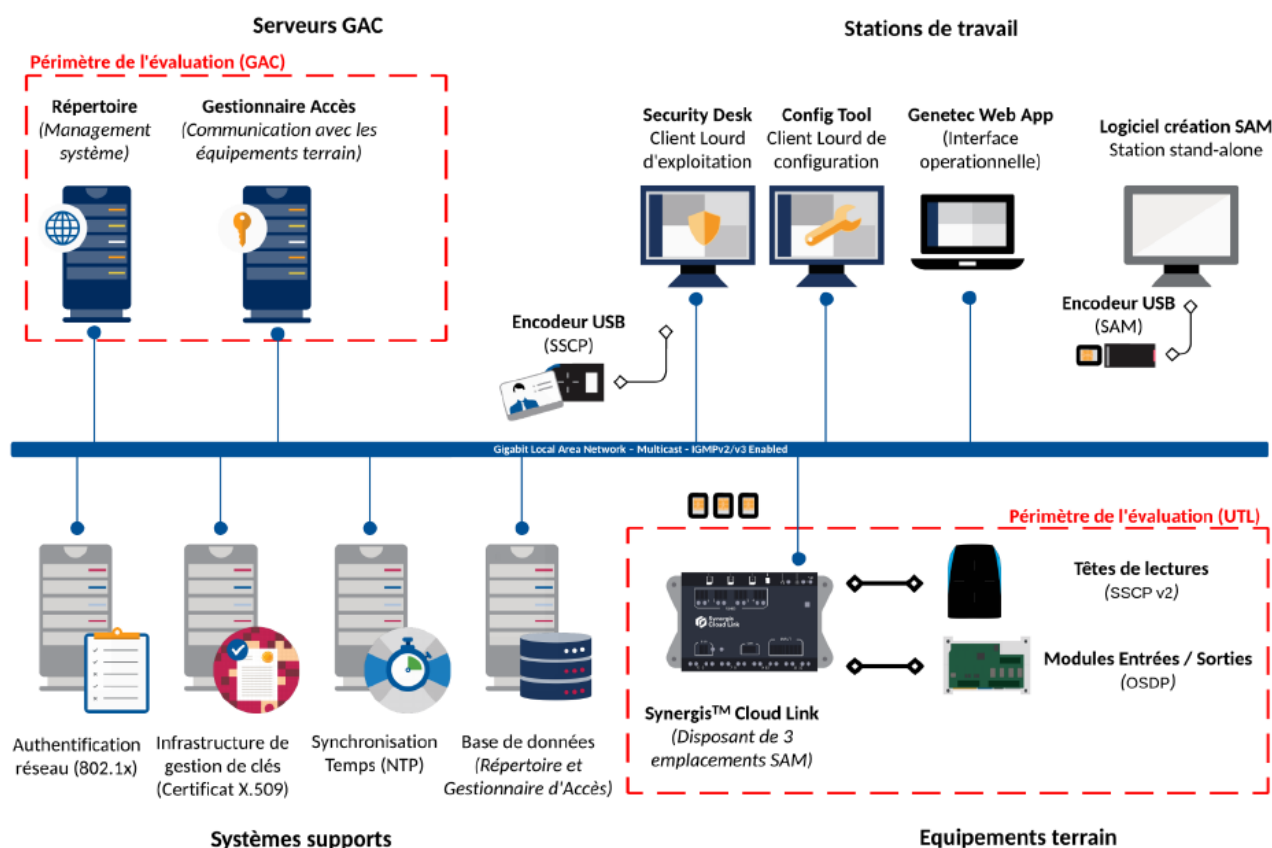 Serveurs GAC
Stations de travail
Périmètre de l'évaluation (GAC)
Répertoire
(Management
système)
Gestionnaire Accès
(Communication avec les
équipements terrain)
Security Desk
Client Lourd
d'exploitation
Config Tool
Client Lourd de
configuration
Genetec Web App
(Interface
operationnelle)
Logiciel création SAM
Station stand-alone
Encodeur USB
(SSCP)
Encodeur USB
(SAM)
Gigabit Local Area Network – Multicast - IGMPv2/v3 Enabled
Périmètre de l'évaluation (UTL)
Synergis
Cloud Link
Têtes de lectures
(SSCP v2)
Modules Entrées / Sorties
(OSDP)
Synergis™ Cloud Link
(Disposant de 3
emplacements SAM)
Authentification
réseau (802.1x)
Infrastructure de
gestion de clés
(Certificat X.509)
Synchronisation
Temps (NTP)
Base de données
(Répertoire et
Gestionnaire d'Accès)
Systèmes supports
Equipements terrain